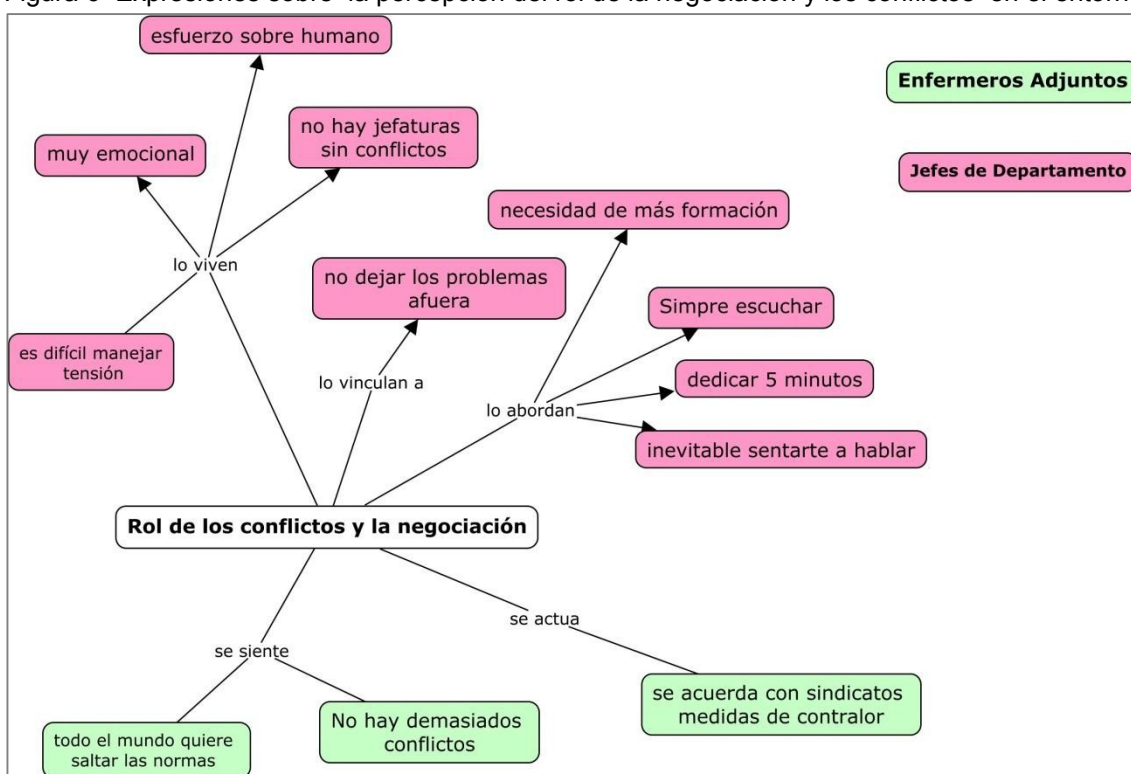 Figura 6 Expresiones sobre la percepción del rol de la negociación y los conflictos en el
esfuerzo sobre humano
Enfermeros Adjuntos
no hay jefaturas
sin conflictos
muy emocional
Jefes de Departamento
necesidad de más formación
lo viven
no dejar los problemas
afuera
Simpre escuchar
es difícil manejar
tensión
lo vinculan a
dedicar 5 minutos
lo abordan
inevitable sentarte a hablar
Rol de los conflictos y la negociación
se actua
se siente
se acuerda con sindicatos
medidas de contralor
No hay demasiados
conflictos
todo el mundo quiere
saltar las normas